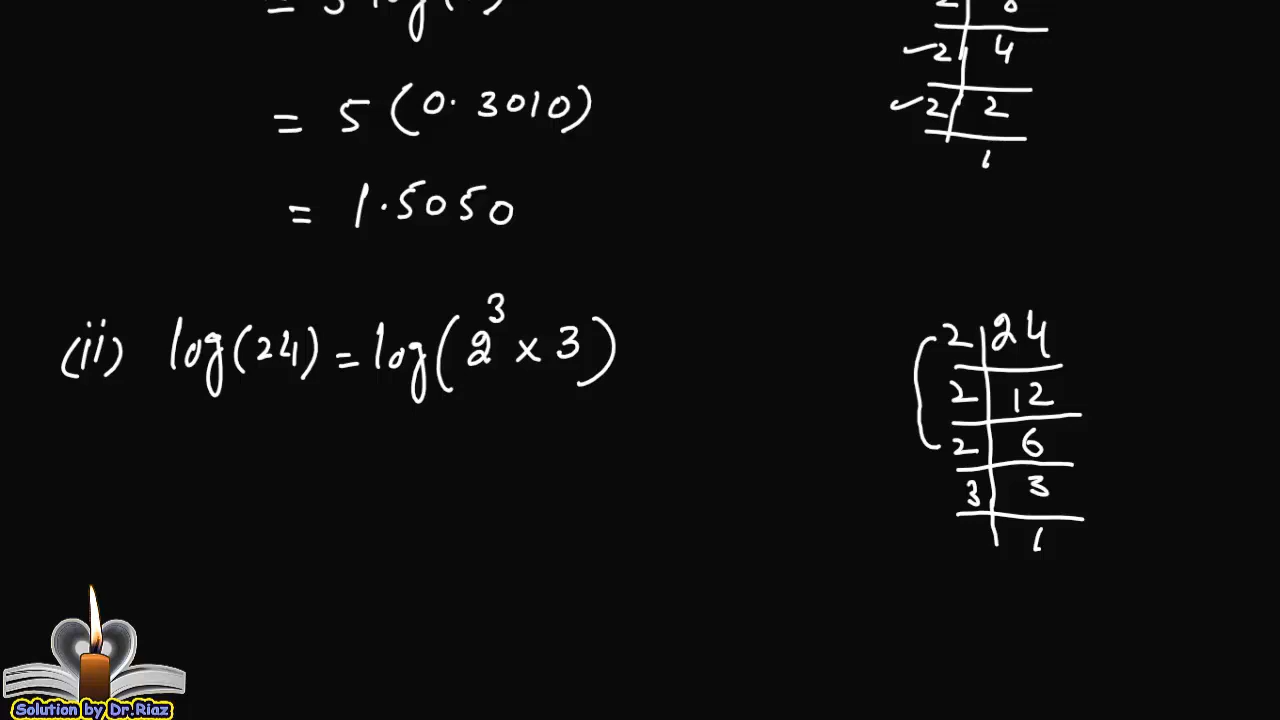 = 5 (0.3010)
= 1.5050
(ii) log(24) = log(2³ × 3)
2 | 4
2 | 2
1
2 | 24
2 | 12
2 | 6
3 | 3
1
Solution by Dr.Riaz